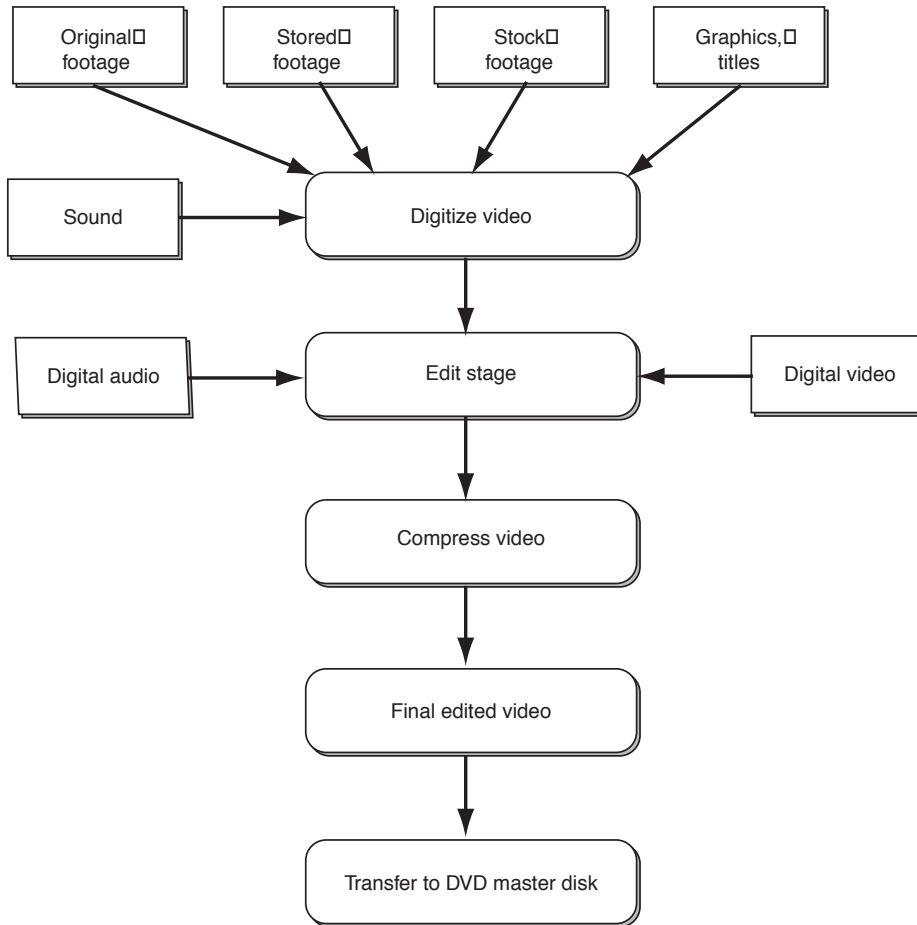 Original□
footage
Stored□
footage
Stock□
footage
Graphics,□
titles
Sound
Digitize video
Digital audio
Edit stage
Digital video
Compress video
Final edited video
Transfer to DVD master disk